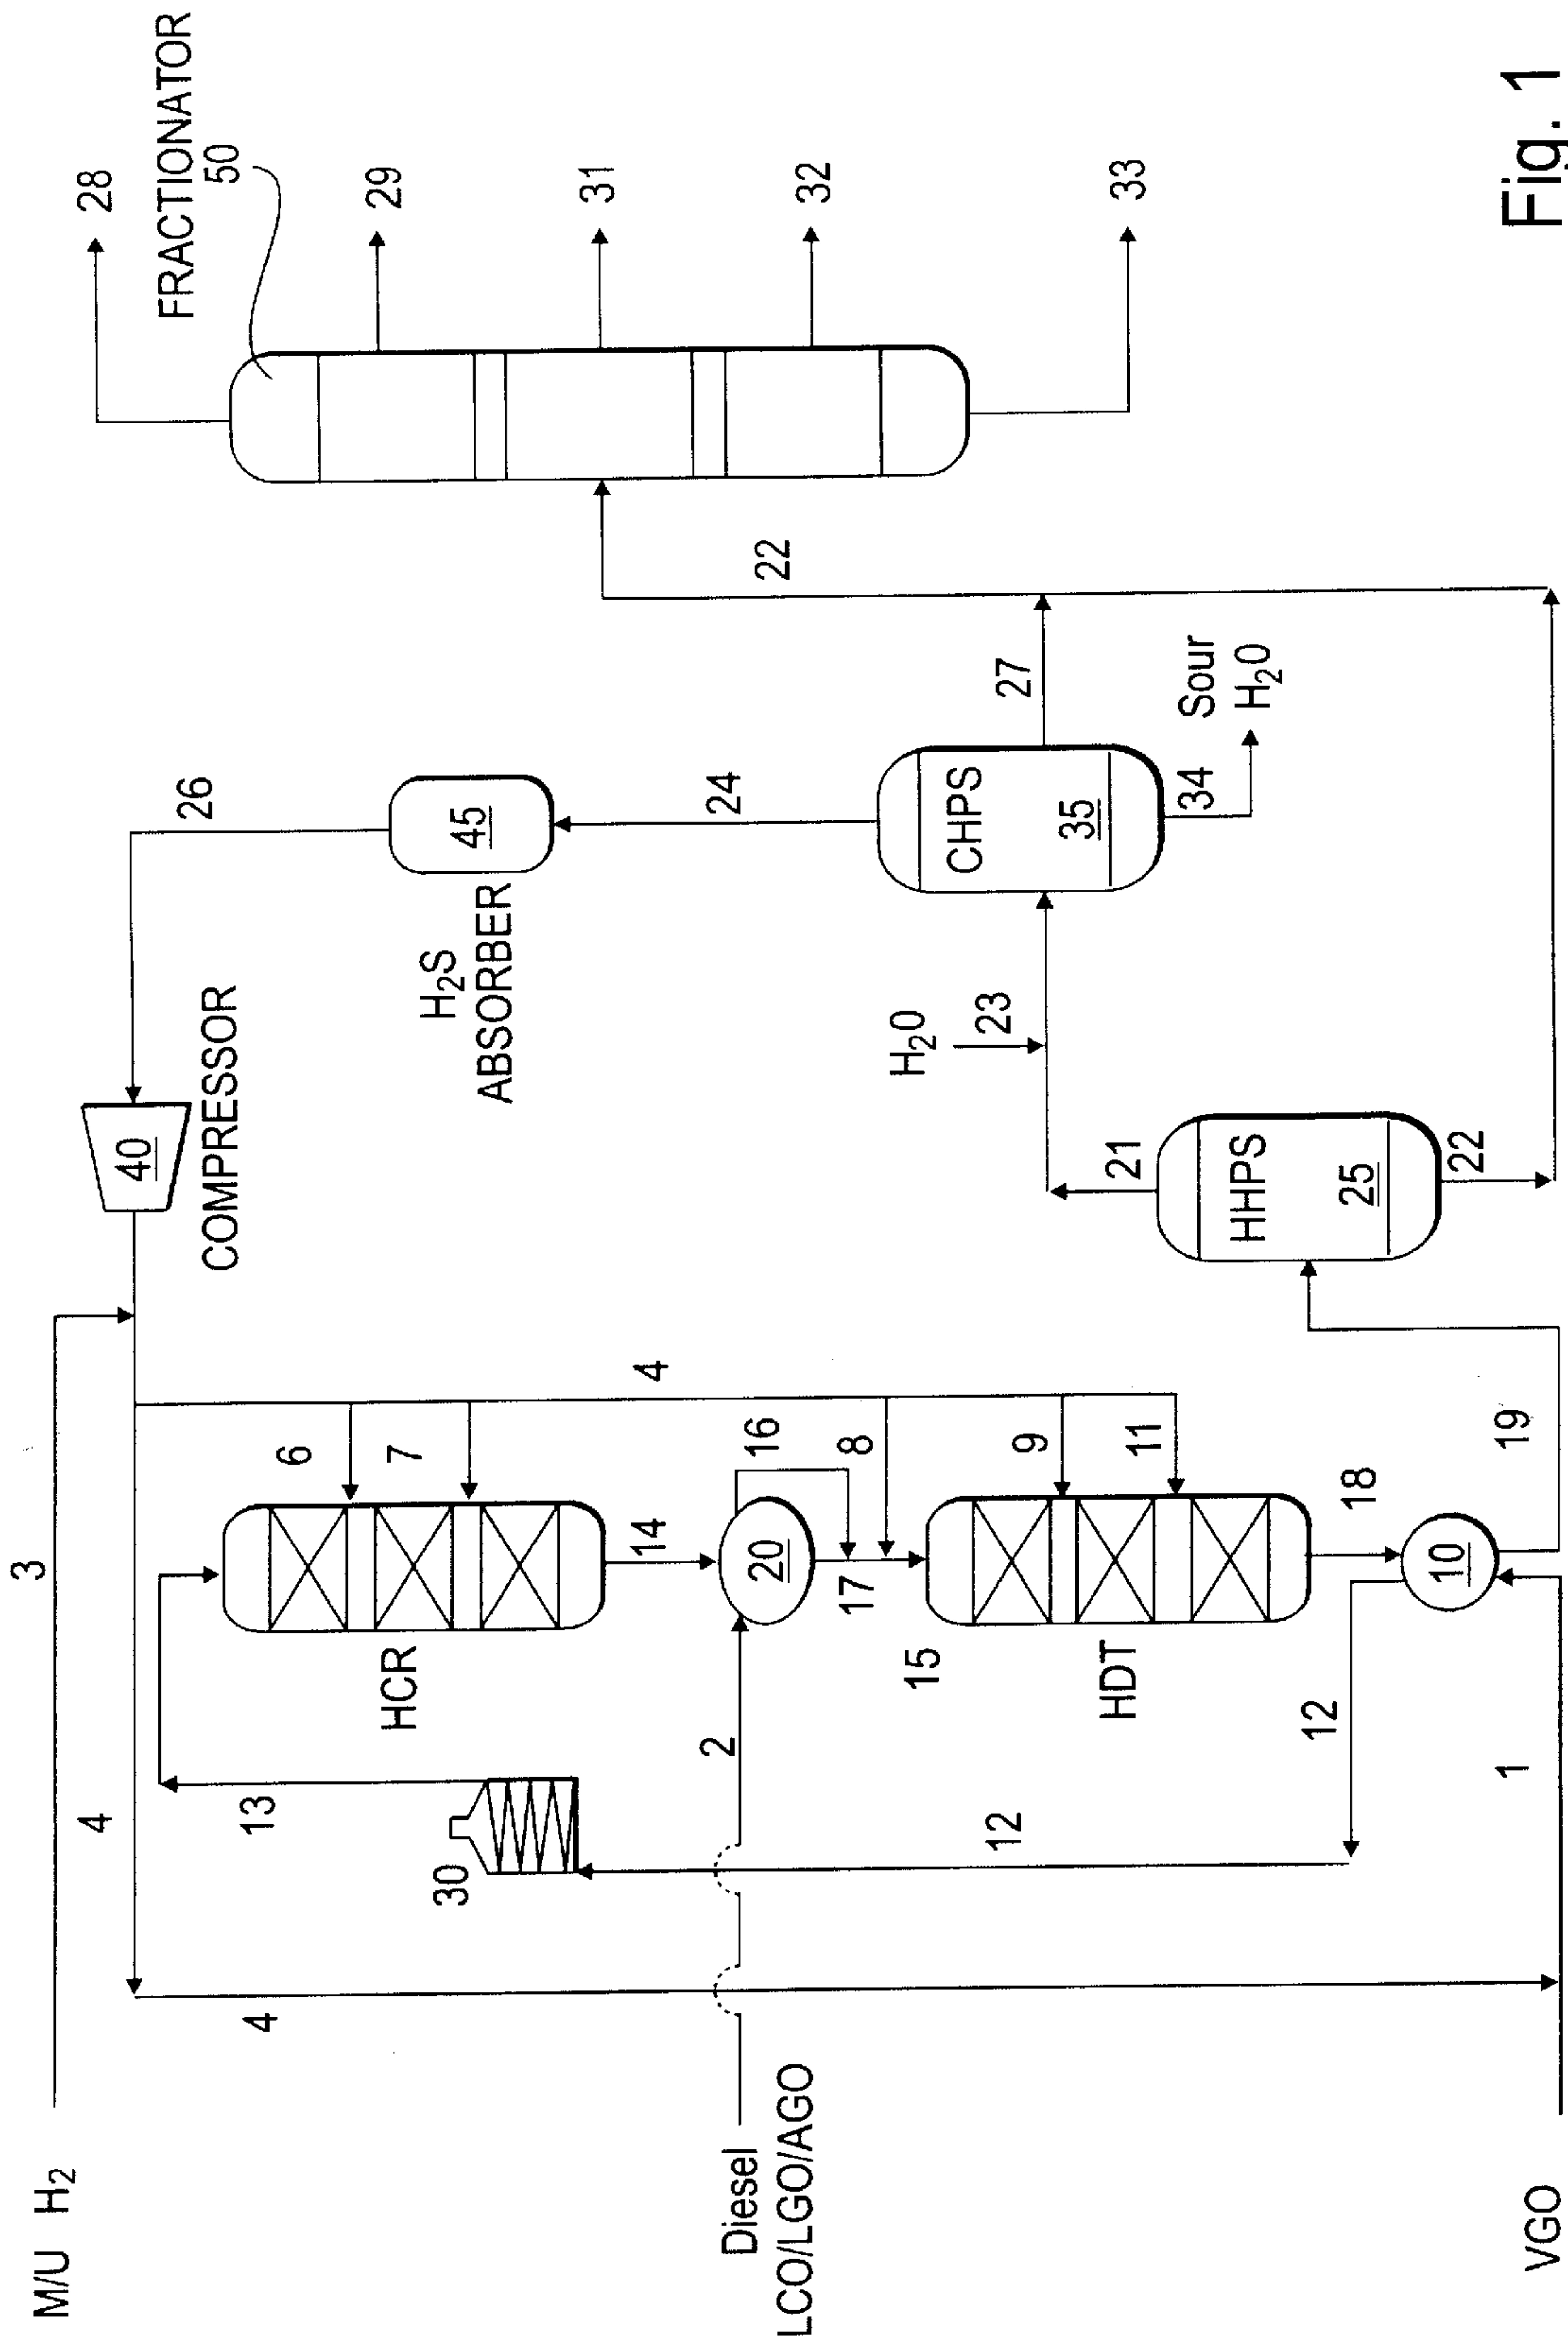 M/U H2
3
4
4
13
30
HCR
6
7
4
14
Diesel
LCO/LGO/AGO
2
20
16
17
8
15
HDT
9
11
12
12
18
10
19
VGO
1
40
COMPRESSOR
26
H2S
ABSORBER
45
24
H2O
23
21
HHPS
25
22
CHPS
35
27
34
Sour
H2O
22
FRACTIONATOR
50
28
29
31
32
33
Fig. 1